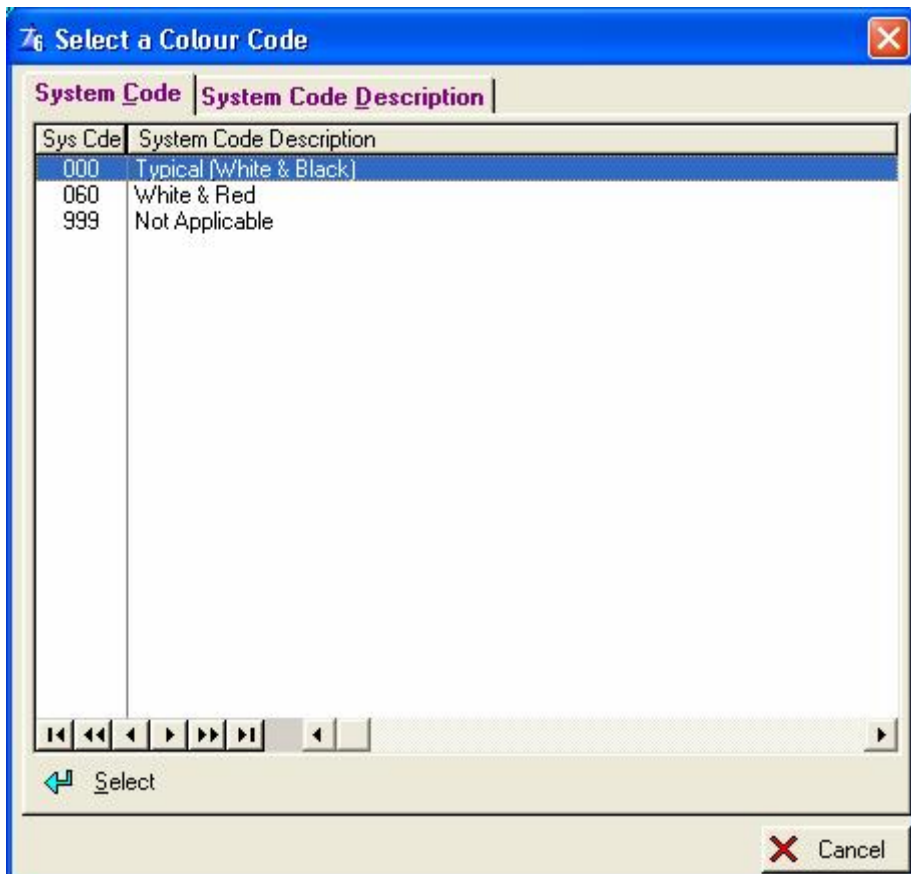 76 Select a Colour Code
System Code System Code Description
Sys Cde System Code Description
000 Typical (White & Black)
060 White & Red
999 Not Applicable
Select
Cancel